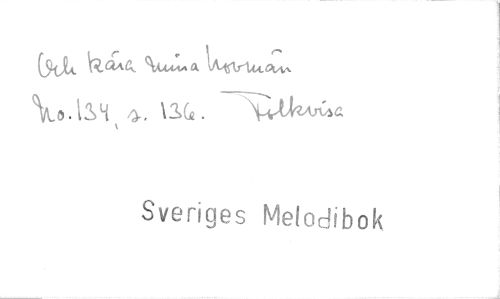 Och kära mina hovmän
No. 134, s. 136. Folkvisa
Sveriges Melodibok